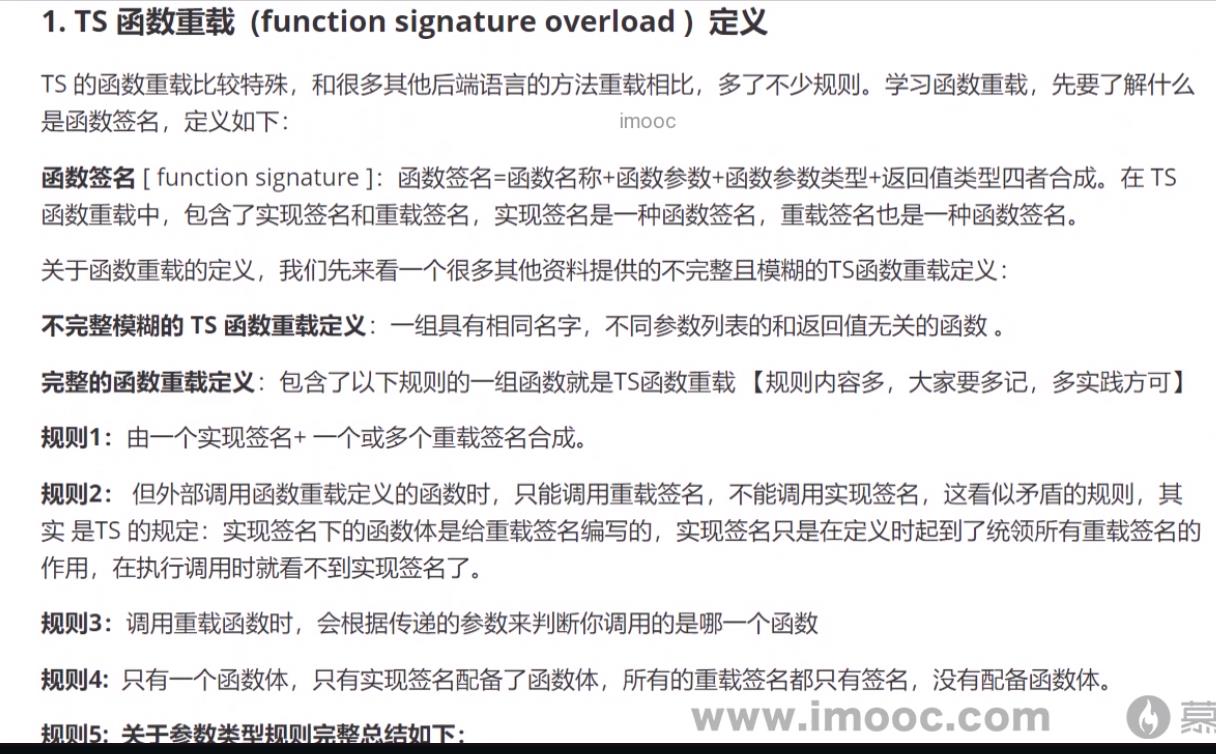 1. TS 函数重载（function signature overload ）定义
TS 的函数重载比较特殊，和很多其他后端语言的方法重载相比，多了不少规则。学习函数重载，先要了解什么
是函数签名，定义如下：
imooc
函数签名 [ function signature ]：函数签名=函数名称+函数参数+函数参数类型+返回值类型四者合成。在 TS
函数重载中，包含了实现签名和重载签名，实现签名是一种函数签名，重载签名也是一种函数签名。
关于函数重载的定义，我们先来看一个很多其他资料提供的不完整且模糊的TS函数重载定义：
不完整模糊的 TS 函数重载定义：一组具有相同名字，不同参数列表的和返回值无关的函数 。
完整的函数重载定义：包含了以下规则的一组函数就是TS函数重载 【规则内容多，大家要多记，多实践方可】
规则1：由一个实现签名+ 一个或多个重载签名合成。
规则2： 但外部调用函数重载定义的函数时，只能调用重载签名，不能调用实现签名，这看似矛盾的规则，其
实 是TS 的规定：实现签名下的函数体是给重载签名编写的，实现签名只是在定义时起到了统领所有重载签名的
作用，在执行调用时就看不到实现签名了。
规则3：调用重载函数时，会根据传递的参数来判断你调用的是哪一个函数
规则4: 只有一个函数体，只有实现签名配备了函数体，所有的重载签名都只有签名，没有配备函数体。
www.imooc.com
慕
规则5: 关于参数类型规则完整总结如下：